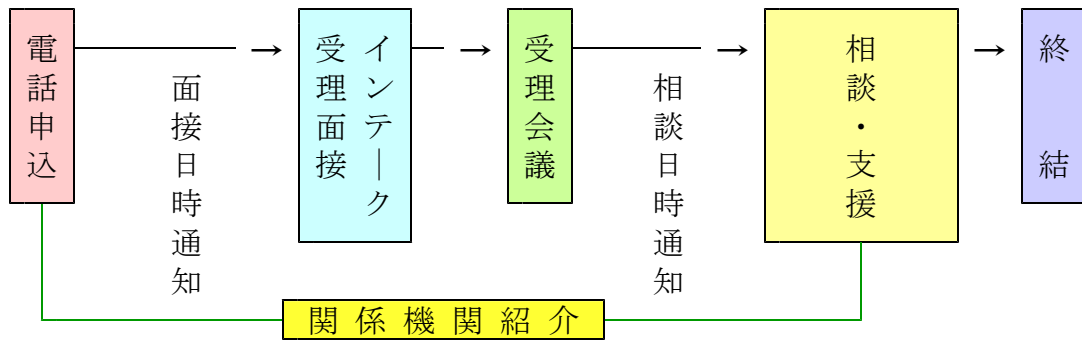 電話申込
面接日時通知
インテーク
受理面接
受理会議
相談日時通知
相談・支援
終結
関係機関紹介